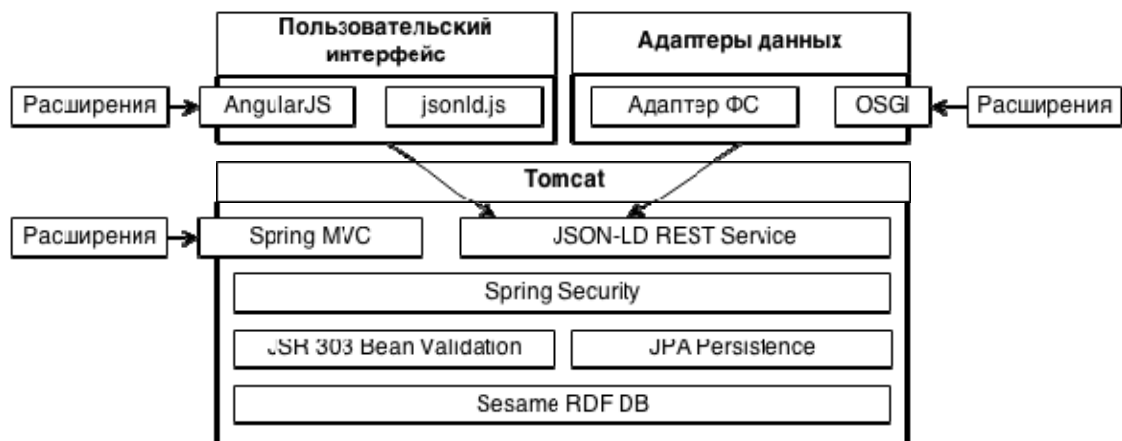 Пользовательский
интерфейс
Адаптеры данных
Расширения
AngularJS
jsonld.js
Адаптер ФС
OSGI
Расширения
Tomcat
Расширения
Spring MVC
JSON-LD REST Service
Spring Security
JSR 303 Bean Validation
JPA Persistence
Sesame RDF DB